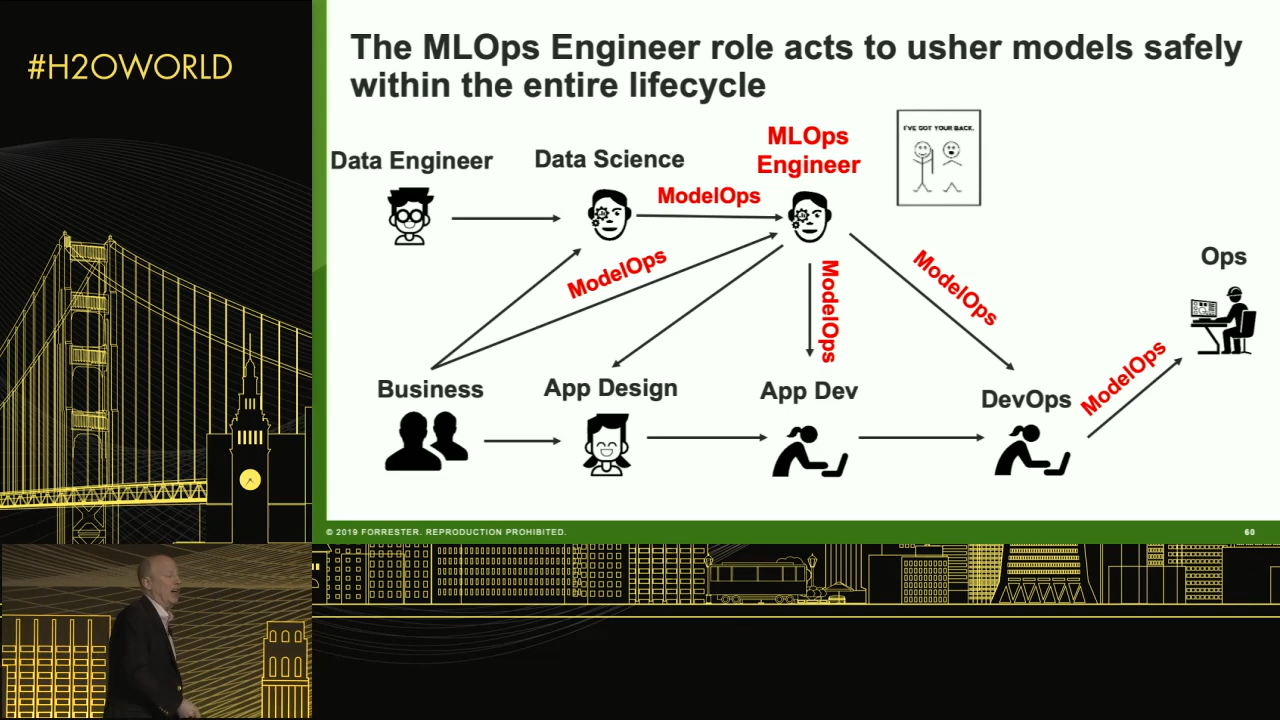 #H2OWORLD
The MLOps Engineer role acts to usher models safely
within the entire lifecycle
I'VE GOT YOUR BACK.
MLOps
Engineer
Data Engineer
Data Science
ModelOps
ModelOps
ModelOps
ModelOps
Ops
ModelOps
Business
App Design
App Dev
DevOps
© 2019 FORRESTER. REPRODUCTION PROHIBITED.
60